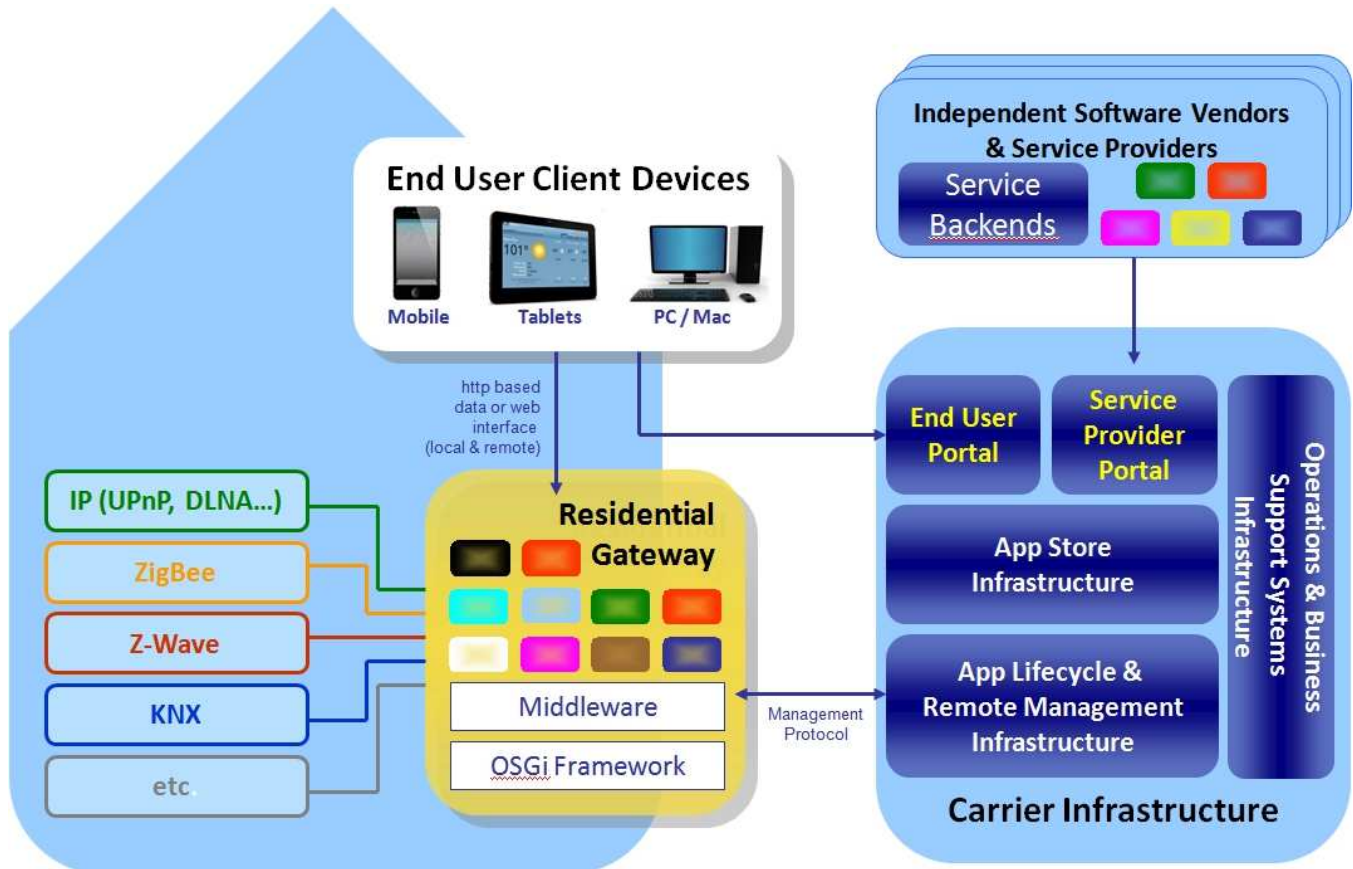 End User Client Devices
101°
Mobile
Tablets
PC / Mac
Independent Software Vendors
& Service Providers
Service
Backends
http based
data or web
interface
(local & remote)
IP (UPnP, DLNA...)
ZigBee
Z-Wave
KNX
etc.
Residential
Gateway
Middleware
OSGi Framework
Management
Protocol
End User
Portal
Service
Provider
Portal
App Store
Infrastructure
App Lifecycle &
Remote Management
Infrastructure
Operations & Business
Support Systems
Infrastructure
Carrier Infrastructure